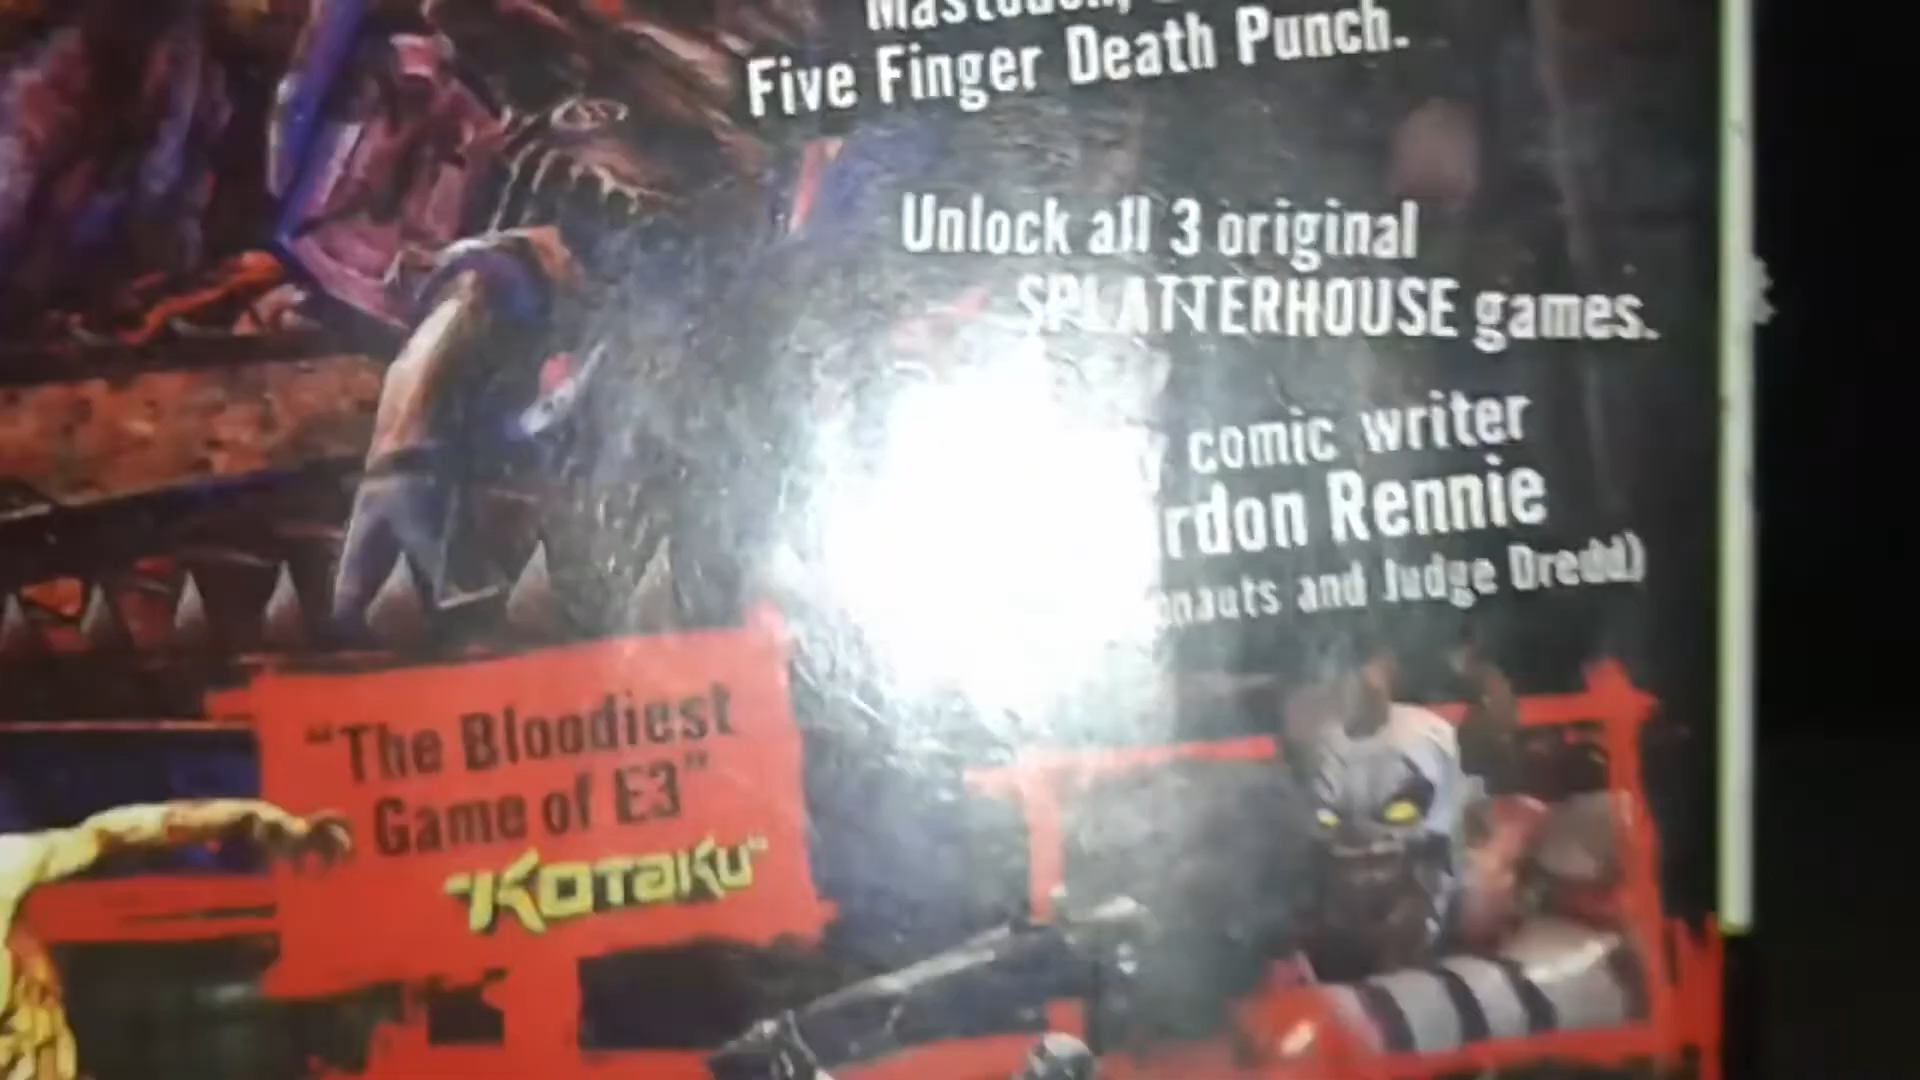 Five Finger Death Punch.
Unlock all 3 original
SPLATTERHOUSE games.
comic writer
rdon Rennie
nauts and Judge Dredd)
"The Bloodiest
Game of E3"
KOTAKU